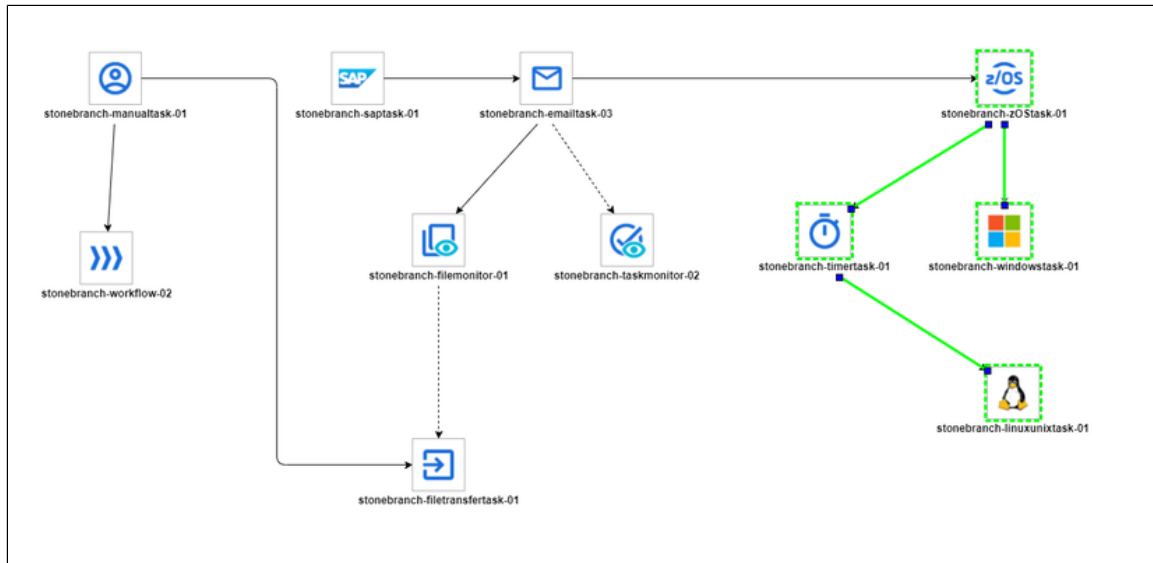 SAP
z/OS
stonebranch-manualtask-01
stonebranch-saptask-01
stonebranch-emailtask-03
stonebranch-zOStask-01
stonebranch-workflow-02
stonebranch-filemonitor-01
stonebranch-taskmonitor-02
stonebranch-timertask-01
stonebranch-windowstask-01
stonebranch-linuxunixtask-01
stonebranch-filetransfertask-01